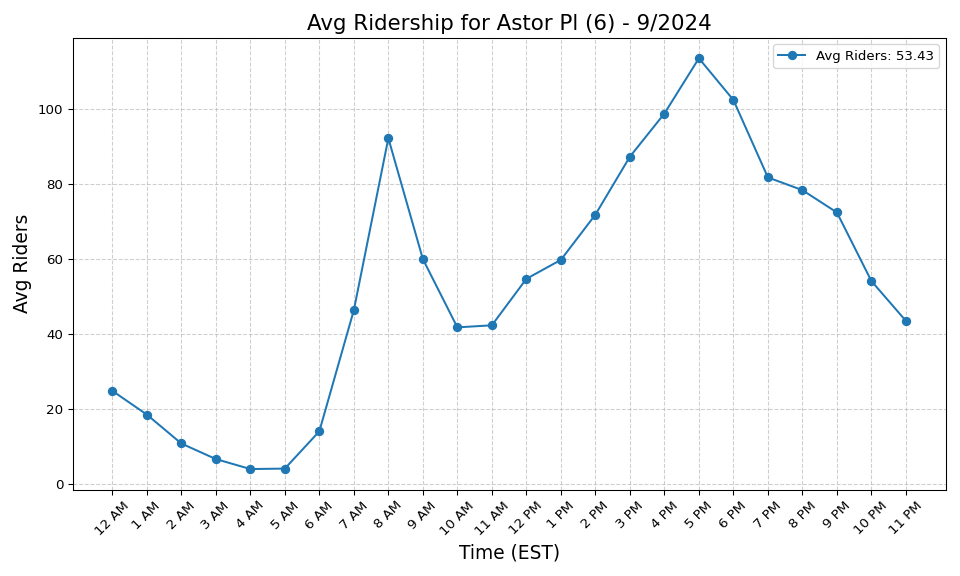 Avg Ridership for Astor Pl (6) - 9/2024
Avg Riders: 53.43
Avg Riders
100
80
60
40
20
0
12 AM
1 AM
2 AM
3 AM
4 AM
5 AM
6 AM
7 AM
8 AM
9 AM
10 AM
11 AM
12 PM
1 PM
2 PM
3 PM
4 PM
5 PM
6 PM
7 PM
8 PM
9 PM
10 PM
11 PM
Time (EST)